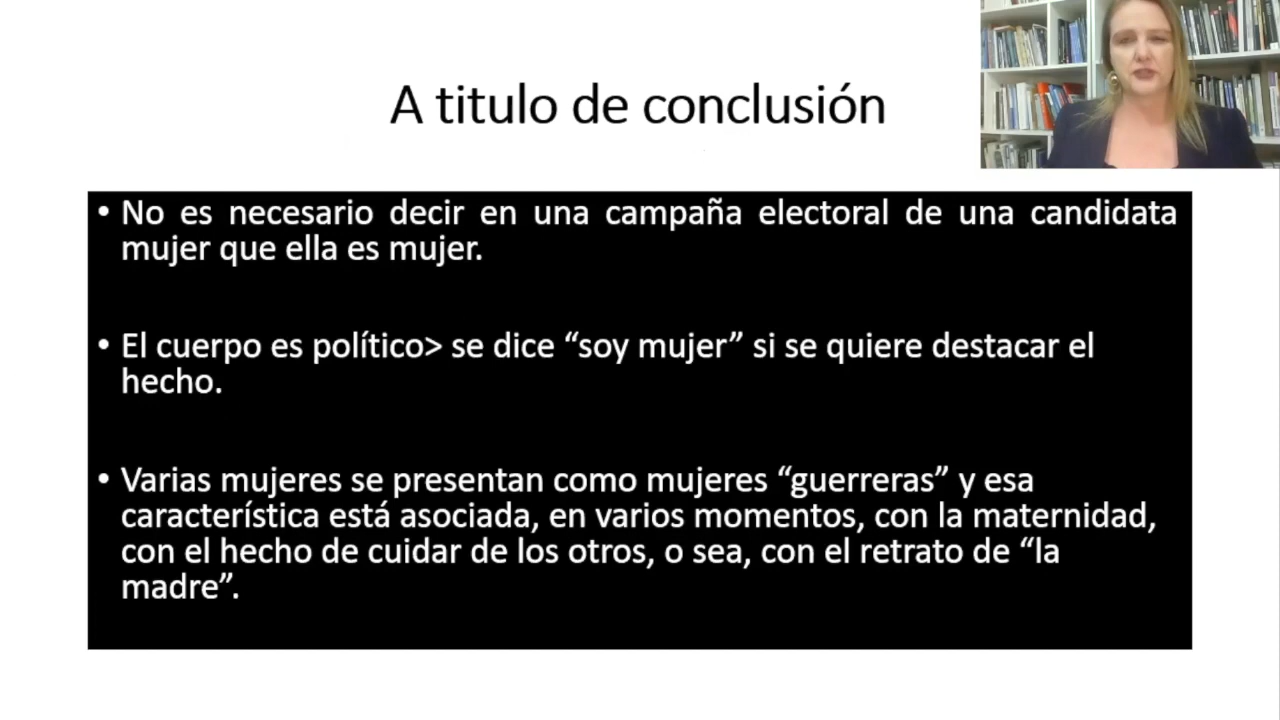 A titulo de conclusión
• No es necesario decir en una campaña electoral de una candidata
mujer que ella es mujer.
• El cuerpo es político> se dice “soy mujer” si se quiere destacar el
hecho.
• Varias mujeres se presentan como mujeres “guerreras” y esa
característica está asociada, en varios momentos, con la maternidad,
con el hecho de cuidar de los otros, o sea, con el retrato de “la
madre”.